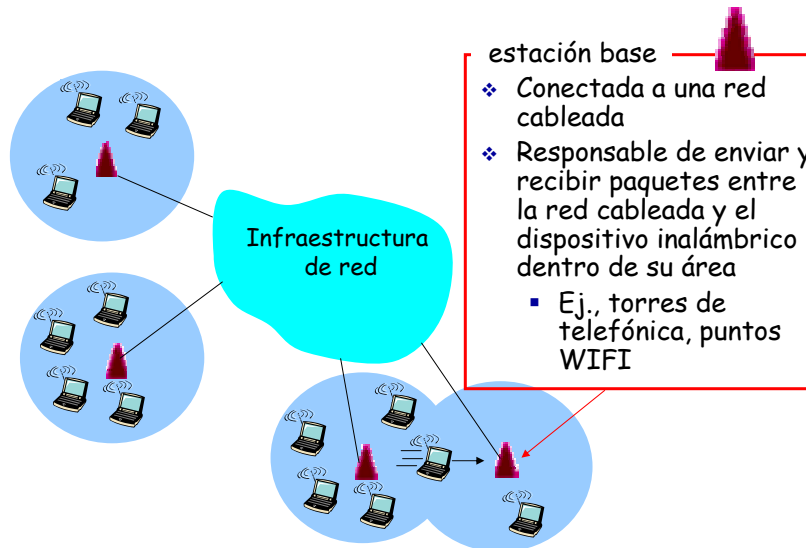 estación base
Conectada a una red
cableada
Responsable de enviar y
recibir paquetes entre
la red cableada y el
dispositivo inalámbrico
dentro de su área
Ej., torres de
telefónica, puntos
WIFI
Infraestructura
de red